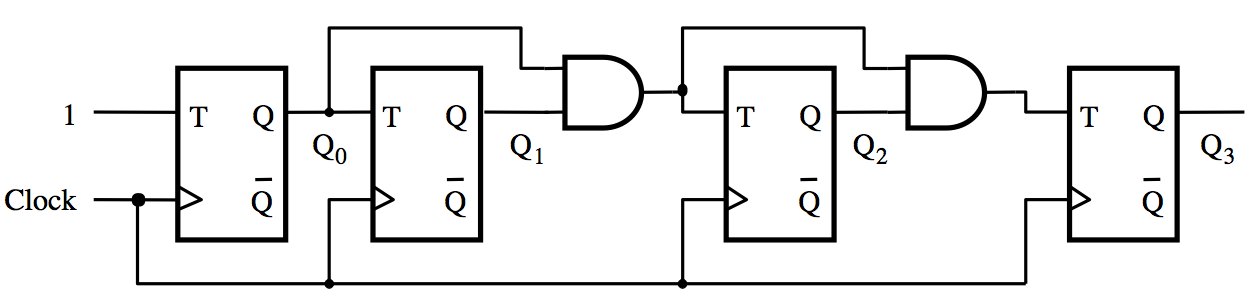 1 T Q T Q T Q T Q
Q0 Q1 Q2 Q3
Clock Q̅ Q̅ Q̅ Q̅